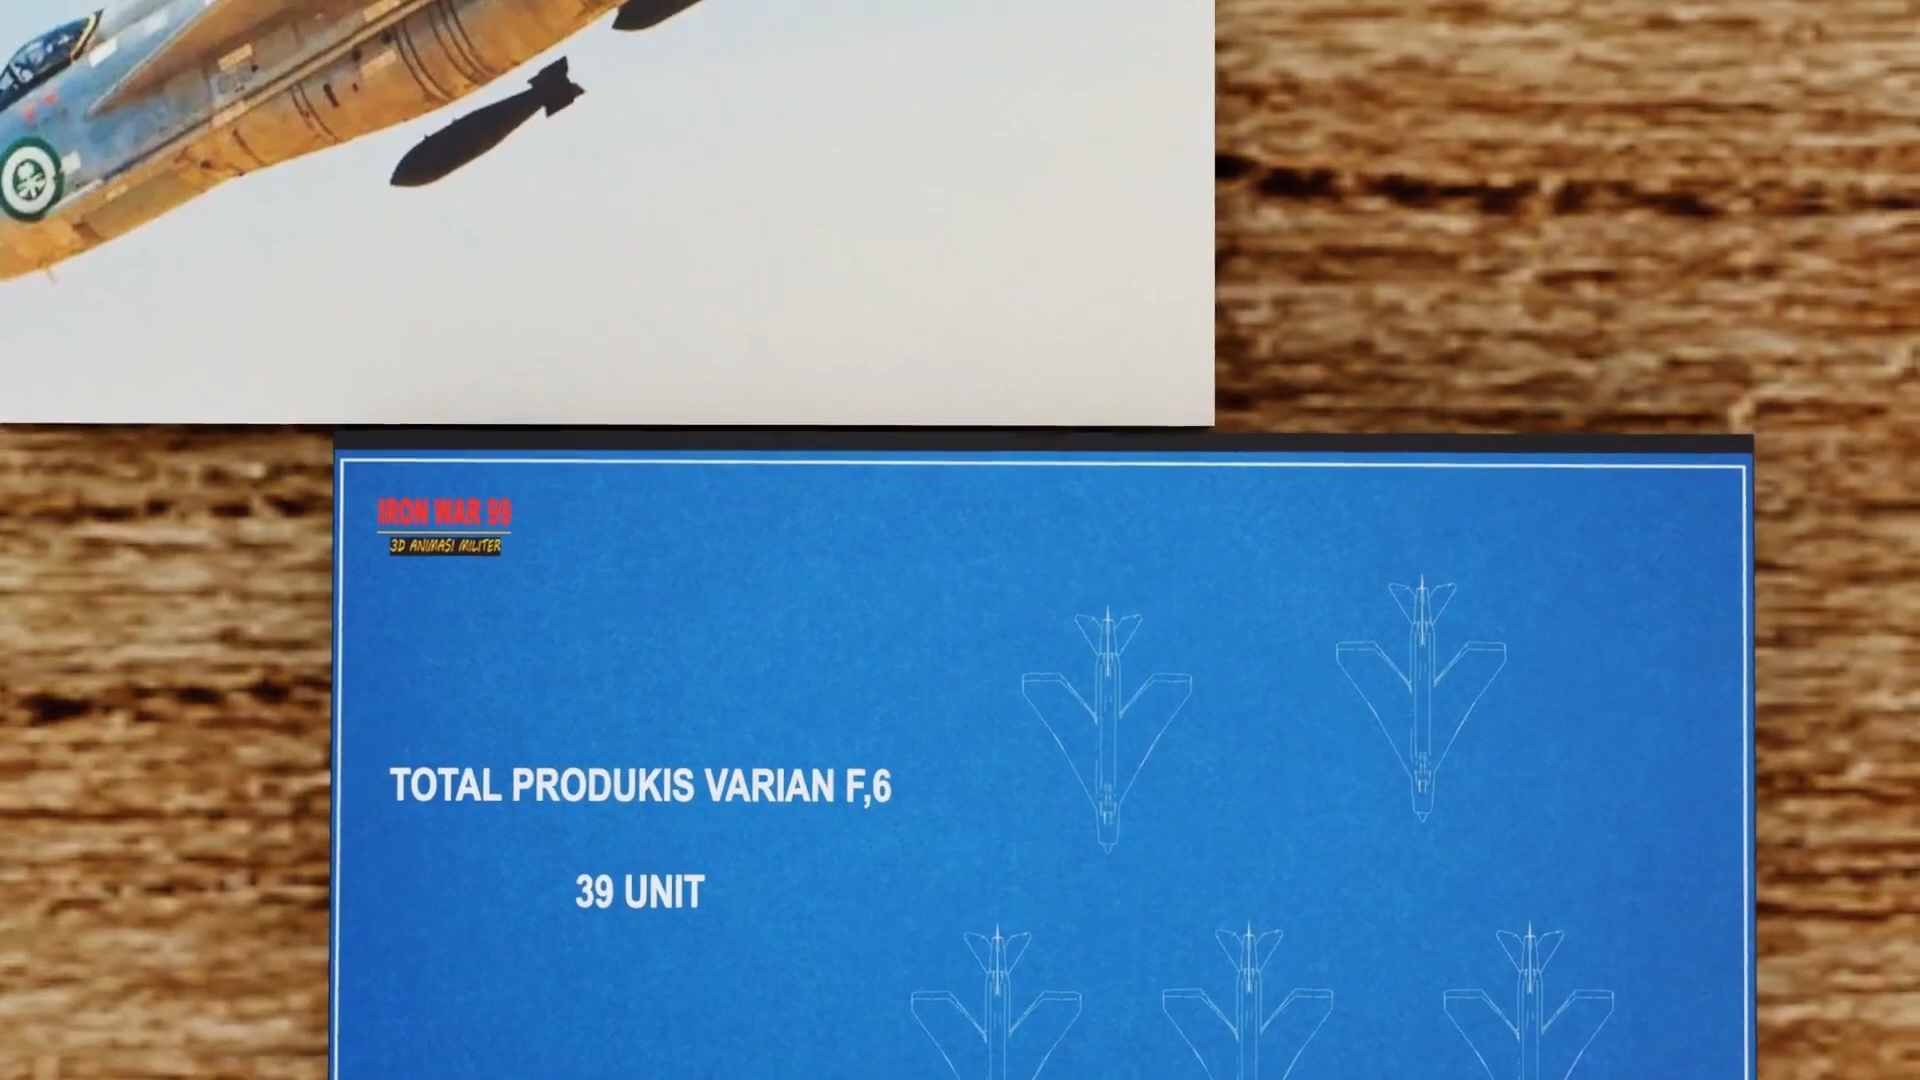 IRON WAR 99
3D ANIMASI MILITER
TOTAL PRODUKIS VARIAN F,6
39 UNIT